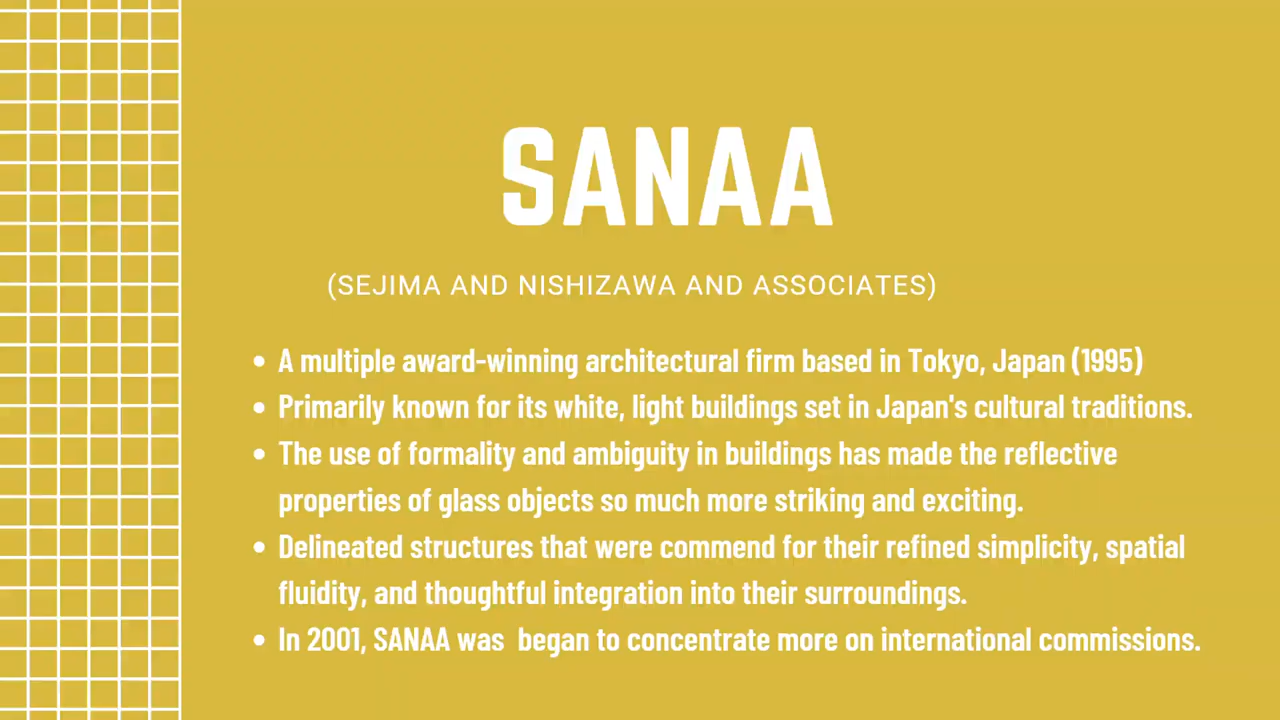 SANAA
(SEJIMA AND NISHIZAWA AND ASSOCIATES)
• A multiple award-winning architectural firm based in Tokyo, Japan (1995)
• Primarily known for its white, light buildings set in Japan's cultural traditions.
• The use of formality and ambiguity in buildings has made the reflective
properties of glass objects so much more striking and exciting.
• Delineated structures that were commend for their refined simplicity, spatial
fluidity, and thoughtful integration into their surroundings.
• In 2001, SANAA was  began to concentrate more on international commissions.